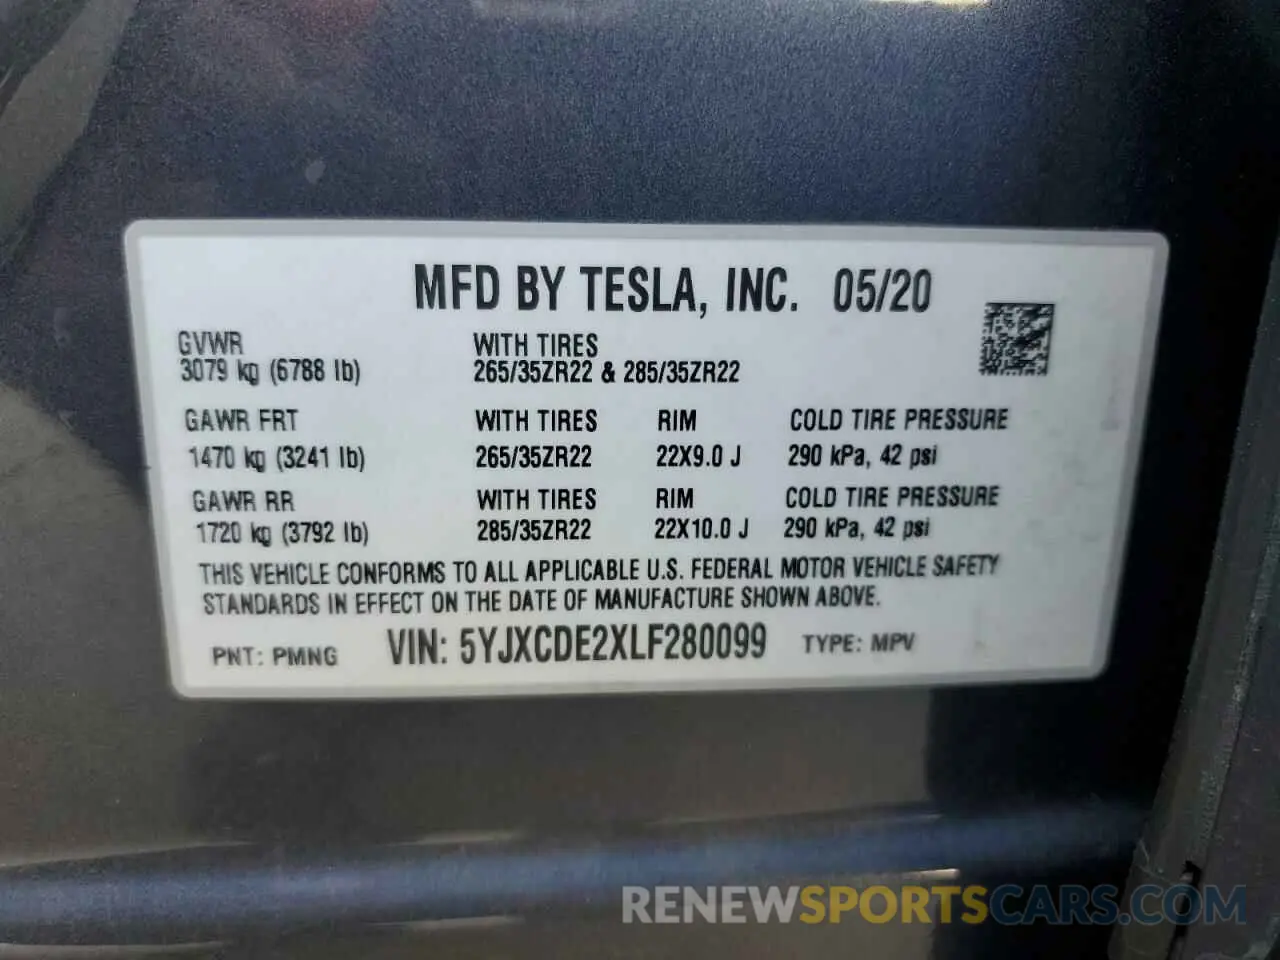 MFD BY TESLA, INC. 05/20
GVWR WITH TIRES
3079 kg (6788 lb) 265/35ZR22 & 285/35ZR22
GAWR FRT WITH TIRES RIM COLD TIRE PRESSURE
1470 kg (3241 lb) 265/35ZR22 22X9.0 J 290 kPa, 42 psi
GAWR RR WITH TIRES RIM COLD TIRE PRESSURE
1720 kg (3792 lb) 285/35ZR22 22X10.0 J 290 kPa, 42 psi
THIS VEHICLE CONFORMS TO ALL APPLICABLE U.S. FEDERAL MOTOR VEHICLE SAFETY
STANDARDS IN EFFECT ON THE DATE OF MANUFACTURE SHOWN ABOVE.
PNT: PMNG VIN: 5YJXCDE2XLF280099 TYPE: MPV
RENEWSPORTSCARS.COM